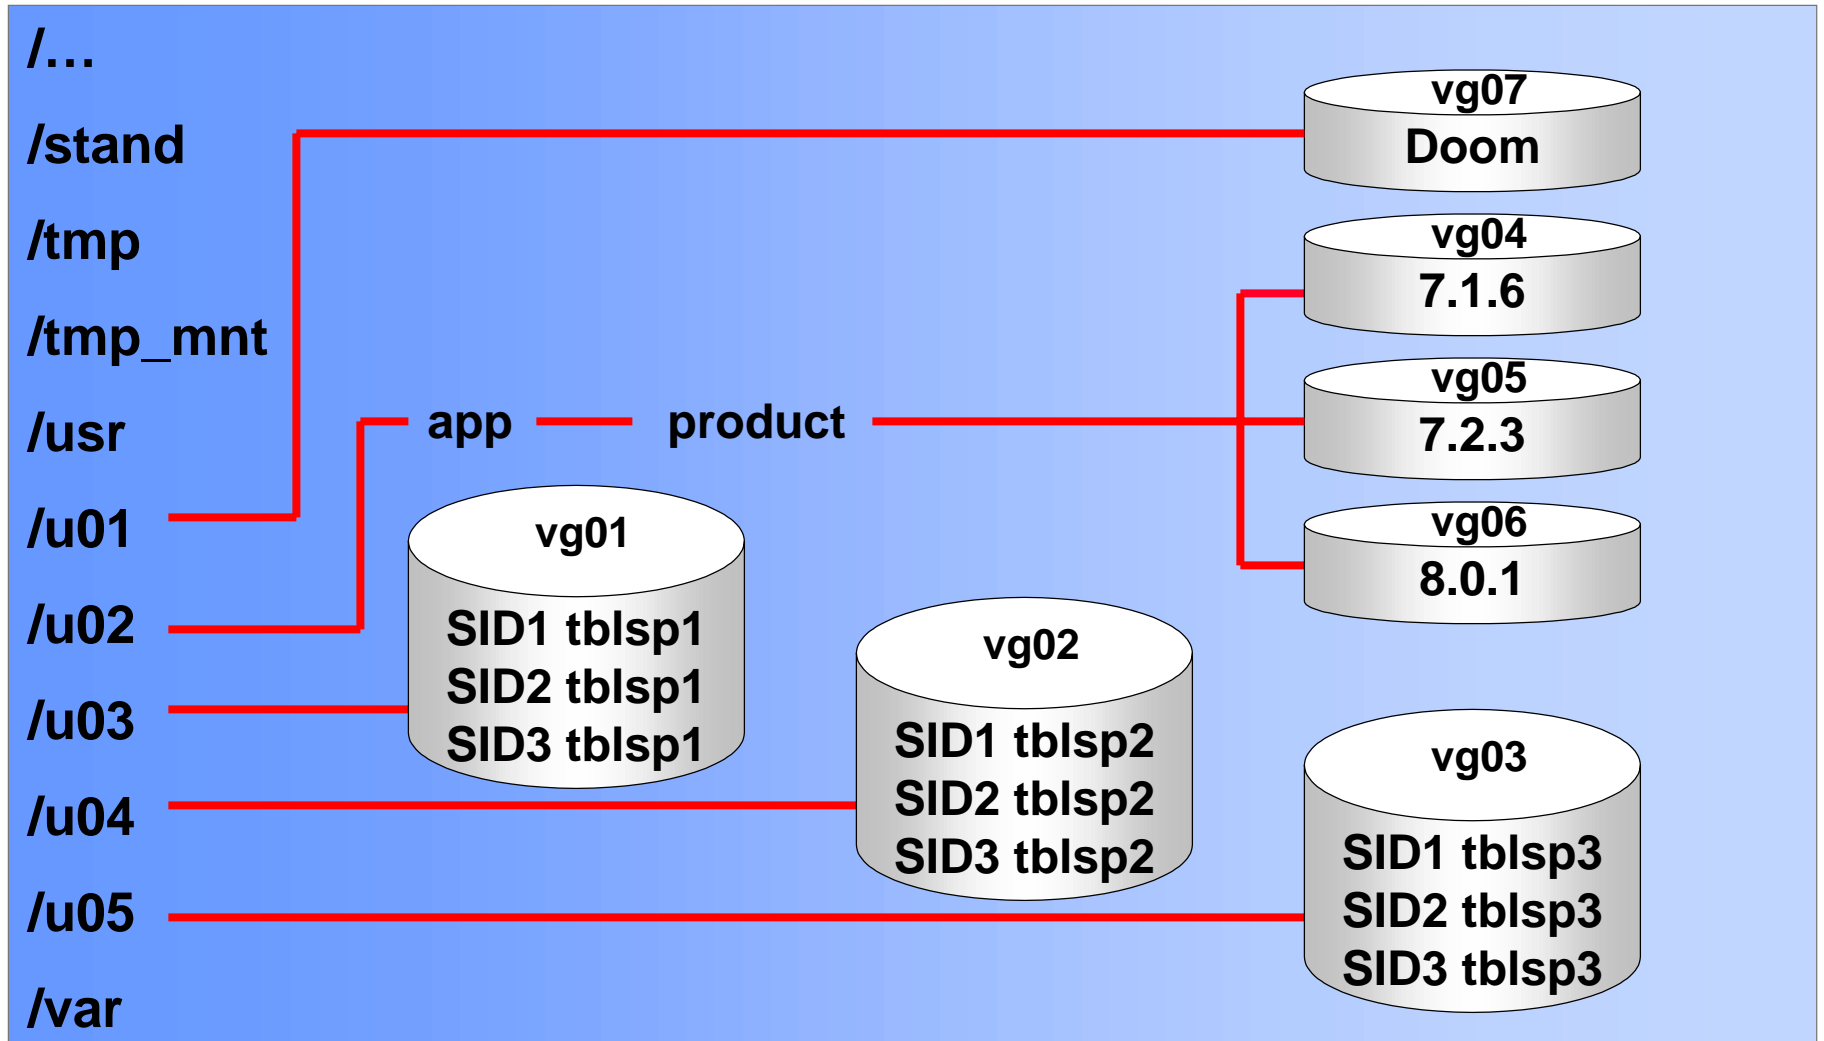 /…
/stand
/tmp
/tmp_mnt
/usr
/u01
/u02
/u03
/u04
/u05
/var
app
product
vg07
Doom
vg04
7.1.6
vg05
7.2.3
vg06
8.0.1
vg01
SID1 tblsp1
SID2 tblsp1
SID3 tblsp1
vg02
SID1 tblsp2
SID2 tblsp2
SID3 tblsp2
vg03
SID1 tblsp3
SID2 tblsp3
SID3 tblsp3